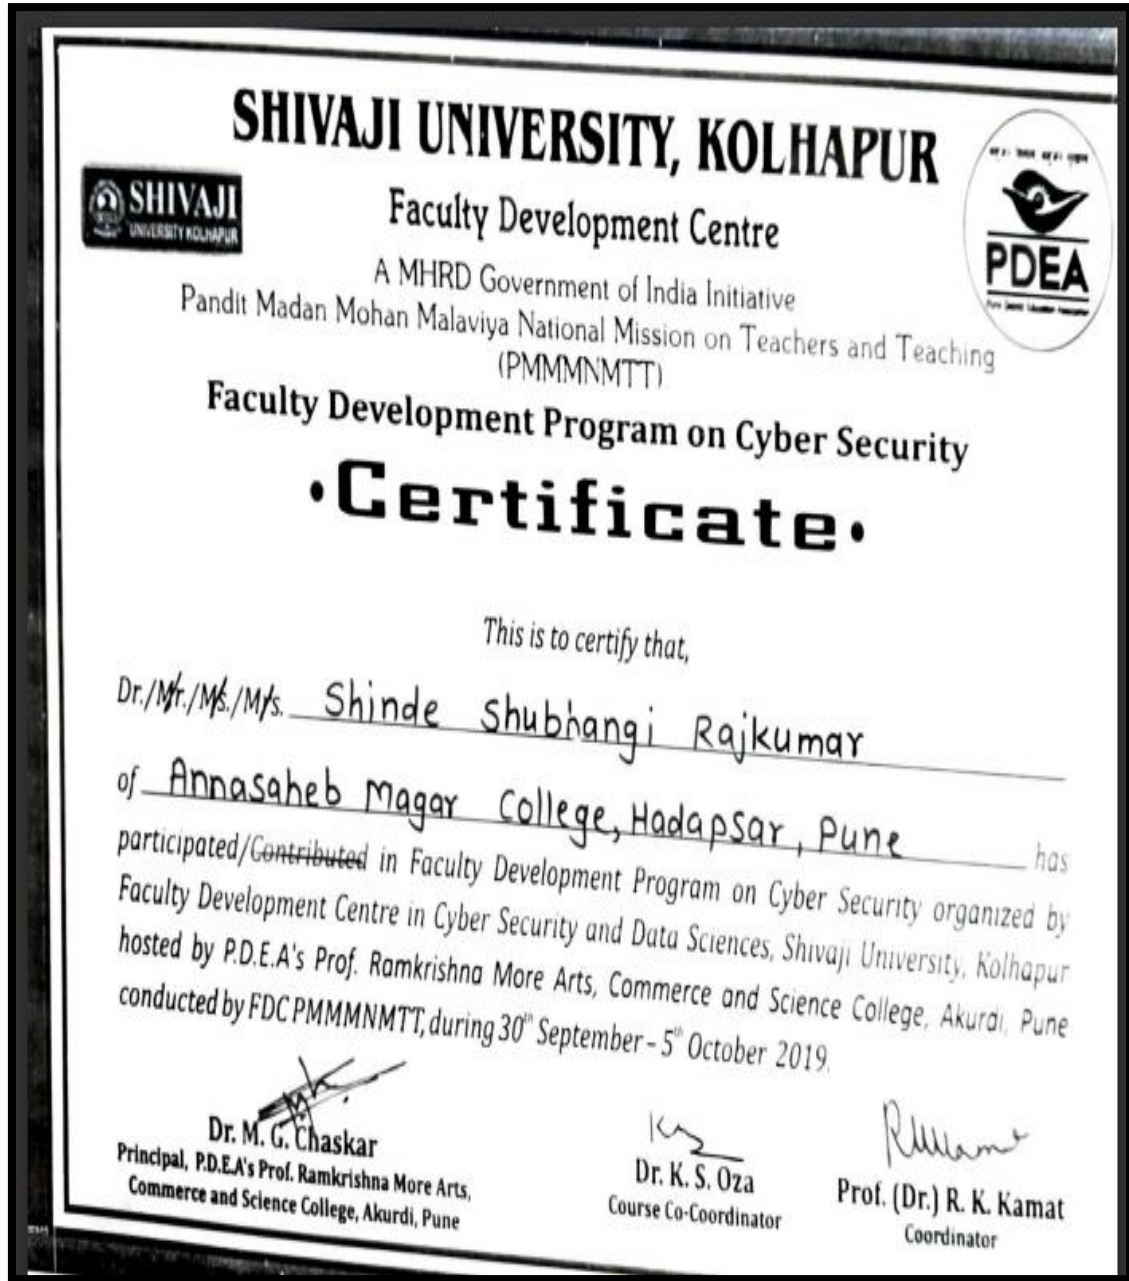 SHIVAJI UNIVERSITY, KOLHAPUR
SHIVAJI
UNIVERSITY KOLHAPUR
PDEA
Faculty Development Centre
A MHRD Government of India Initiative
Pandit Madan Mohan Malaviya National Mission on Teachers and Teaching
(PMMMNMTT)
Faculty Development Program on Cyber Security
•Certificate•
This is to certify that,
Dr./Mr./Ms./M/s. Shinde Shubhangi Rajkumar
of Annasaheb Magar College, Hadapsar, Pune has
participated/Contributed in Faculty Development Program on Cyber Security organized by
Faculty Development Centre in Cyber Security and Data Sciences, Shivaji University, Kolhapur
hosted by P.D.E.A's Prof. Ramkrishna More Arts, Commerce and Science College, Akurdi, Pune
conducted by FDC PMMMNMTT, during 30th September – 5th October 2019.
Dr. M. G. Chaskar
Principal, P.D.E.A's Prof. Ramkrishna More Arts,
Commerce and Science College, Akurdi, Pune
Dr. K. S. Oza
Course Co-Coordinator
Prof. (Dr.) R. K. Kamat
Coordinator